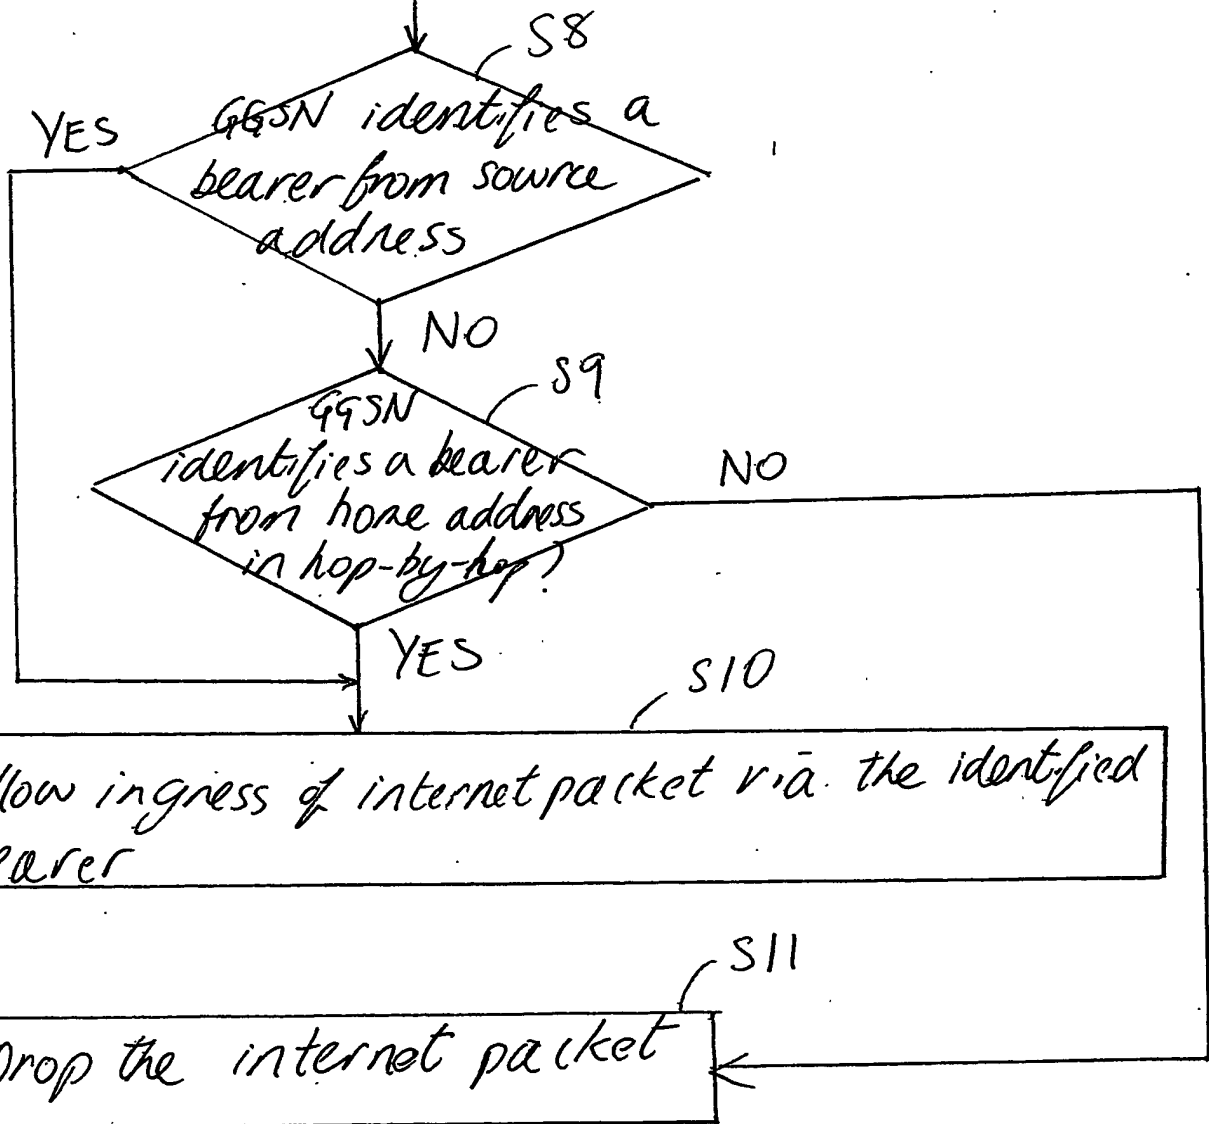 S8
YES
GGSN identifies a
bearer from source
address
NO
S9
GGSN
identifies a bearer
from home address
in hop-by-hop?
NO
YES
S10
llow ingress of internet packet via the identified
earer
S11
Drop the internet packet